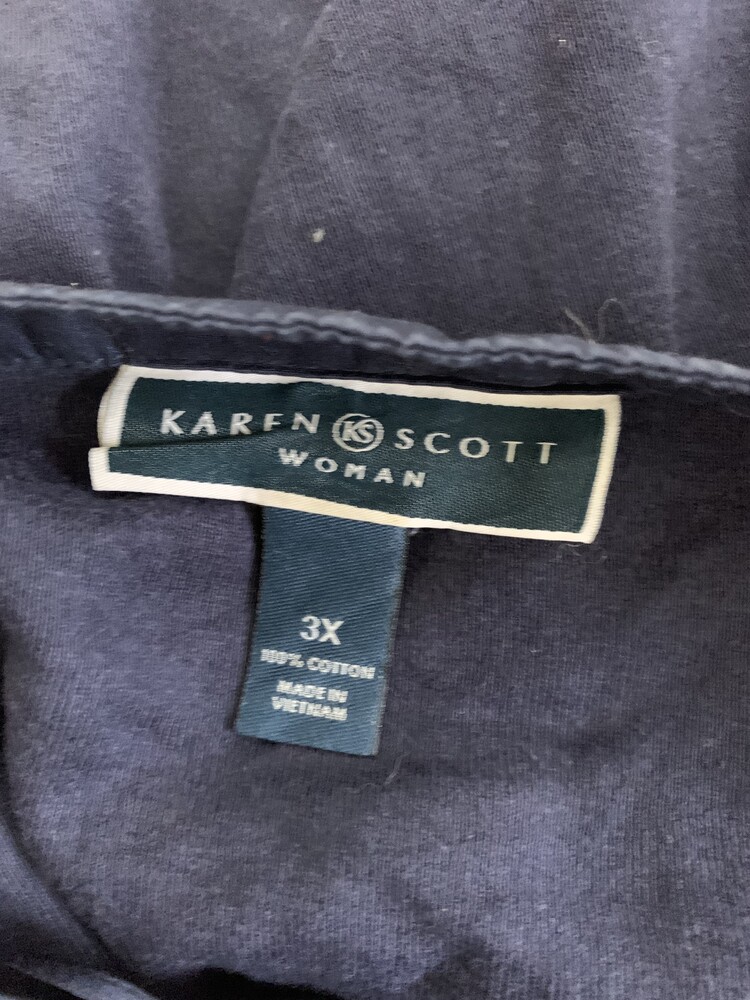 KAREN KS SCOTT
WOMAN
3X
100% COTTON
MADE IN
VIETNAM